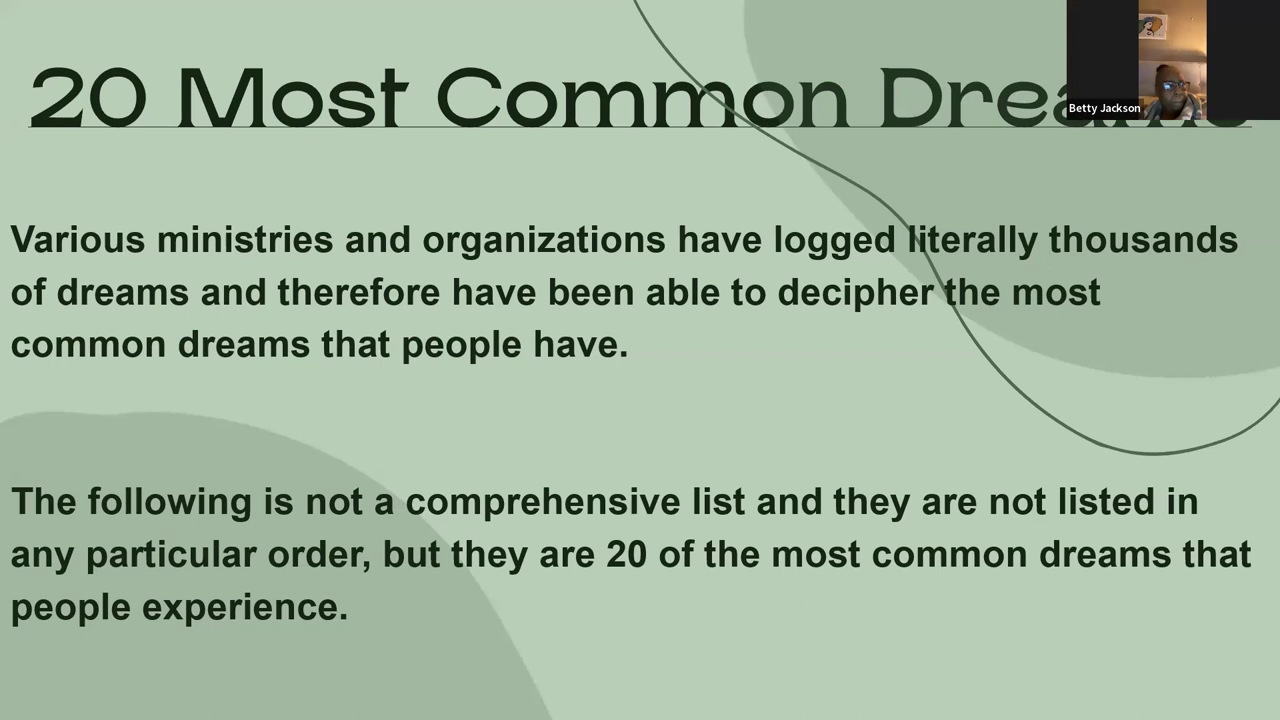 20 Most Common
Betty Jackson
Various ministries and organizations have logged literally thousands
of dreams and therefore have been able to decipher the most
common dreams that people have.
The following is not a comprehensive list and they are not listed in
any particular order, but they are 20 of the most common dreams that
people experience.